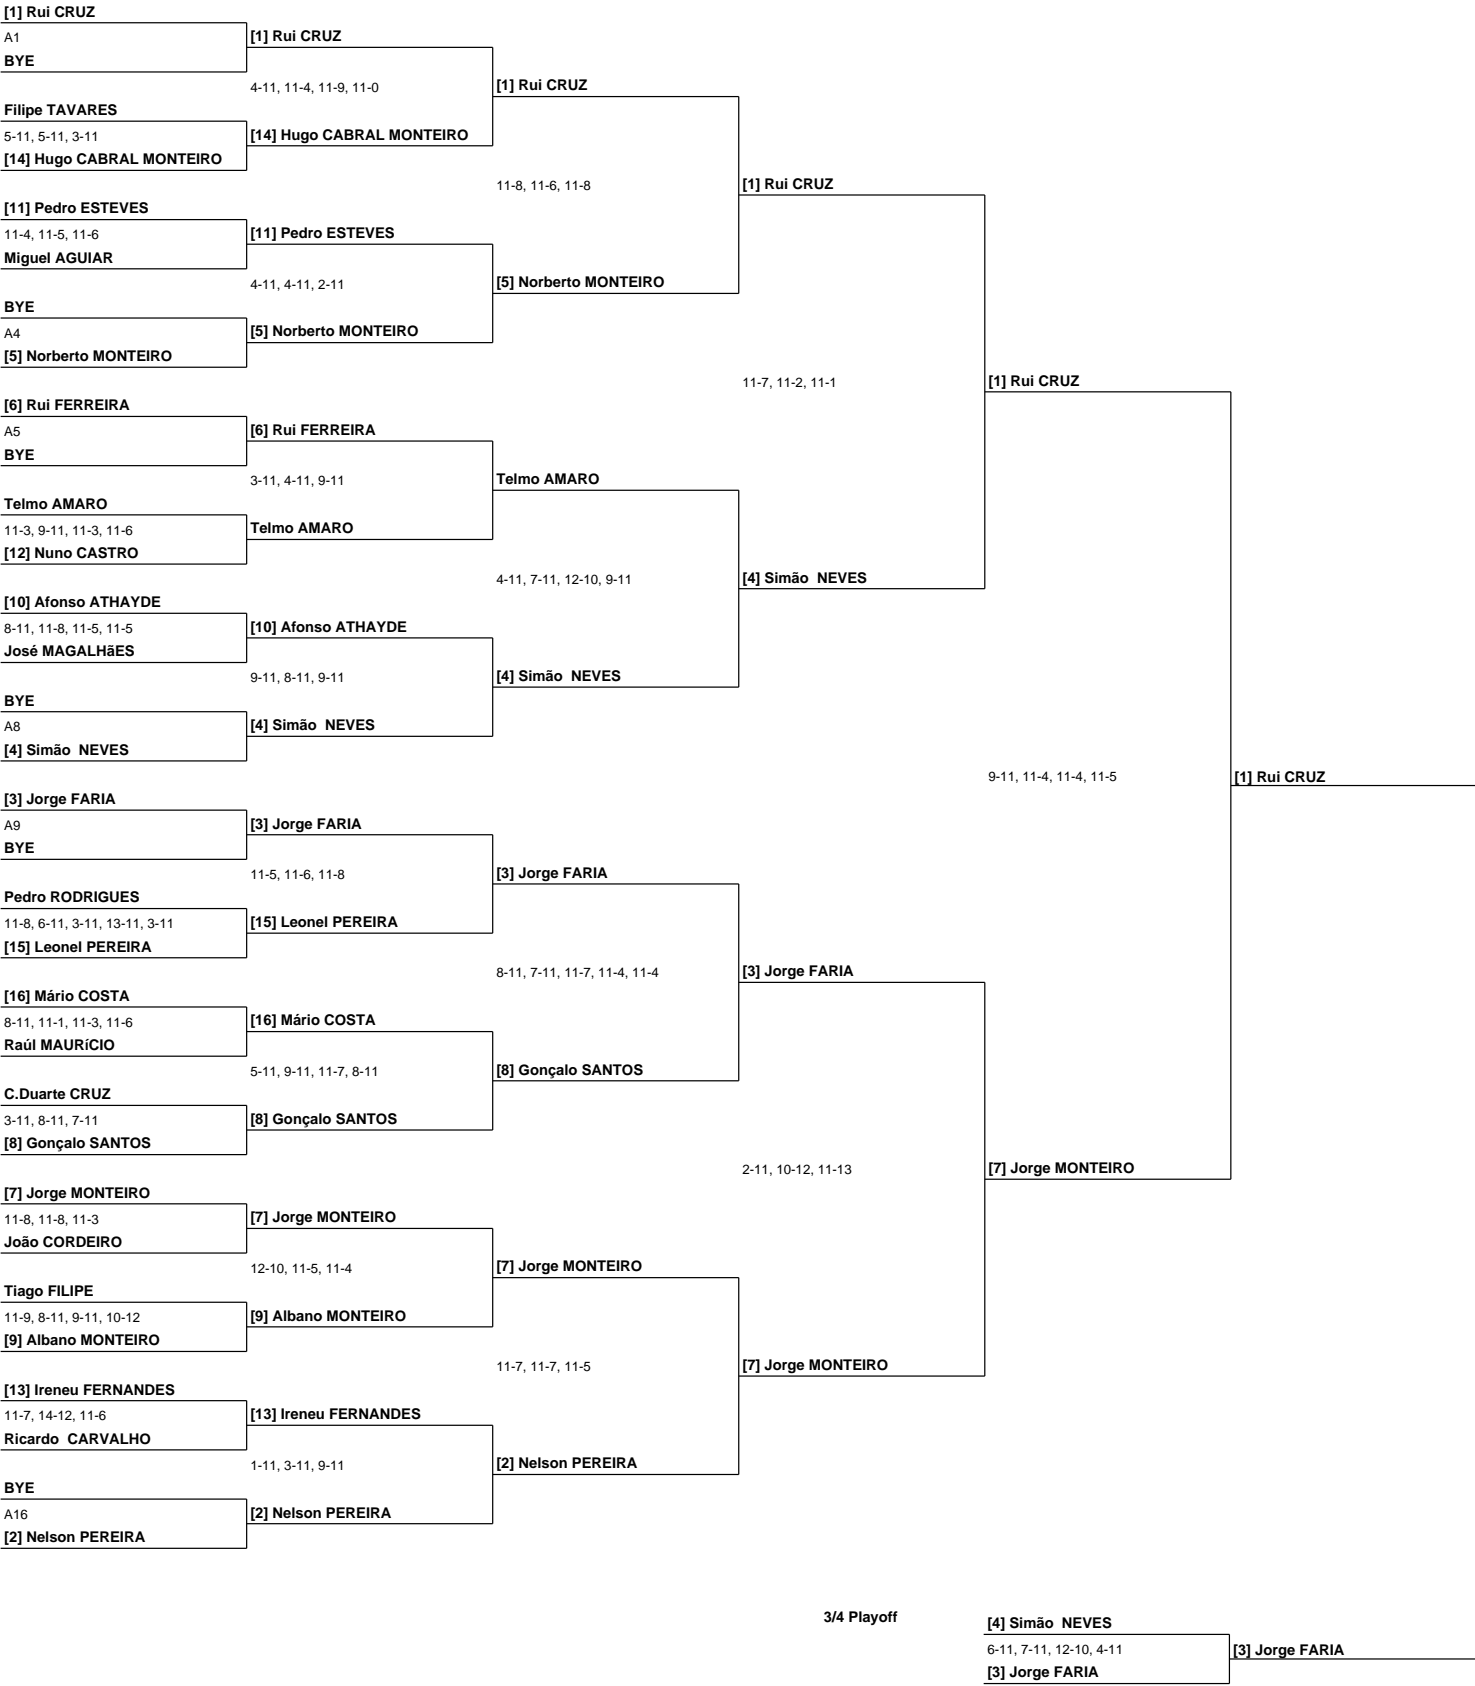 [1] Rui CRUZ
A1
BYE
Filipe TAVARES
5-11, 5-11, 3-11
[14] Hugo CABRAL MONTEIRO
[11] Pedro ESTEVES
11-4, 11-5, 11-6
Miguel AGUIAR
BYE
A4
[5] Norberto MONTEIRO
[6] Rui FERREIRA
A5
BYE
Telmo AMARO
11-3, 9-11, 11-3, 11-6
[12] Nuno CASTRO
[10] Afonso ATHAYDE
8-11, 11-8, 11-5, 11-5
José MAGALHãES
BYE
A8
[4] Simão  NEVES
[3] Jorge FARIA
A9
BYE
Pedro RODRIGUES
11-8, 6-11, 3-11, 13-11, 3-11
[15] Leonel PEREIRA
[16] Mário COSTA
8-11, 11-1, 11-3, 11-6
Raúl MAURíCIO
C.Duarte CRUZ
3-11, 8-11, 7-11
[8] Gonçalo SANTOS
[7] Jorge MONTEIRO
11-8, 11-8, 11-3
João CORDEIRO
Tiago FILIPE
11-9, 8-11, 9-11, 10-12
[9] Albano MONTEIRO
[13] Ireneu FERNANDES
11-7, 14-12, 11-6
Ricardo  CARVALHO
BYE
A16
[2] Nelson PEREIRA
[1] Rui CRUZ
4-11, 11-4, 11-9, 11-0
[14] Hugo CABRAL MONTEIRO
[11] Pedro ESTEVES
4-11, 4-11, 2-11
[5] Norberto MONTEIRO
[6] Rui FERREIRA
3-11, 4-11, 9-11
Telmo AMARO
[10] Afonso ATHAYDE
9-11, 8-11, 9-11
[4] Simão  NEVES
[3] Jorge FARIA
11-5, 11-6, 11-8
[15] Leonel PEREIRA
[16] Mário COSTA
5-11, 9-11, 11-7, 8-11
[8] Gonçalo SANTOS
[7] Jorge MONTEIRO
12-10, 11-5, 11-4
[9] Albano MONTEIRO
[13] Ireneu FERNANDES
1-11, 3-11, 9-11
[2] Nelson PEREIRA
[1] Rui CRUZ
11-8, 11-6, 11-8
[5] Norberto MONTEIRO
Telmo AMARO
4-11, 7-11, 12-10, 9-11
[4] Simão  NEVES
[3] Jorge FARIA
8-11, 7-11, 11-7, 11-4, 11-4
[8] Gonçalo SANTOS
[7] Jorge MONTEIRO
11-7, 11-7, 11-5
[2] Nelson PEREIRA
[1] Rui CRUZ
11-7, 11-2, 11-1
[4] Simão  NEVES
[3] Jorge FARIA
2-11, 10-12, 11-13
[7] Jorge MONTEIRO
[1] Rui CRUZ
9-11, 11-4, 11-4, 11-5
[7] Jorge MONTEIRO
[1] Rui CRUZ
3/4 Playoff
[4] Simão  NEVES
6-11, 7-11, 12-10, 4-11
[3] Jorge FARIA
[3] Jorge FARIA